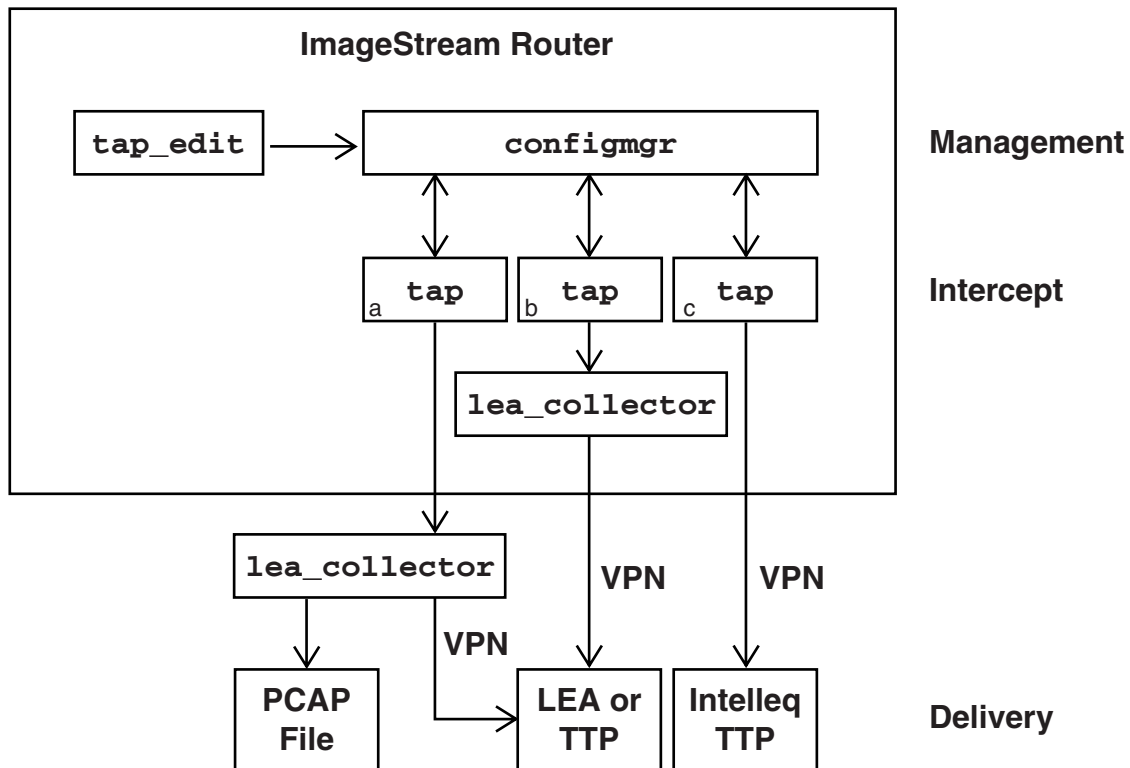 ImageStream Router
tap_edit
configmgr
Management
tap
a
tap
b
tap
c
Intercept
lea_collector
lea_collector
VPN
VPN
VPN
PCAP
File
LEA or
TTP
Intelleq
TTP
Delivery